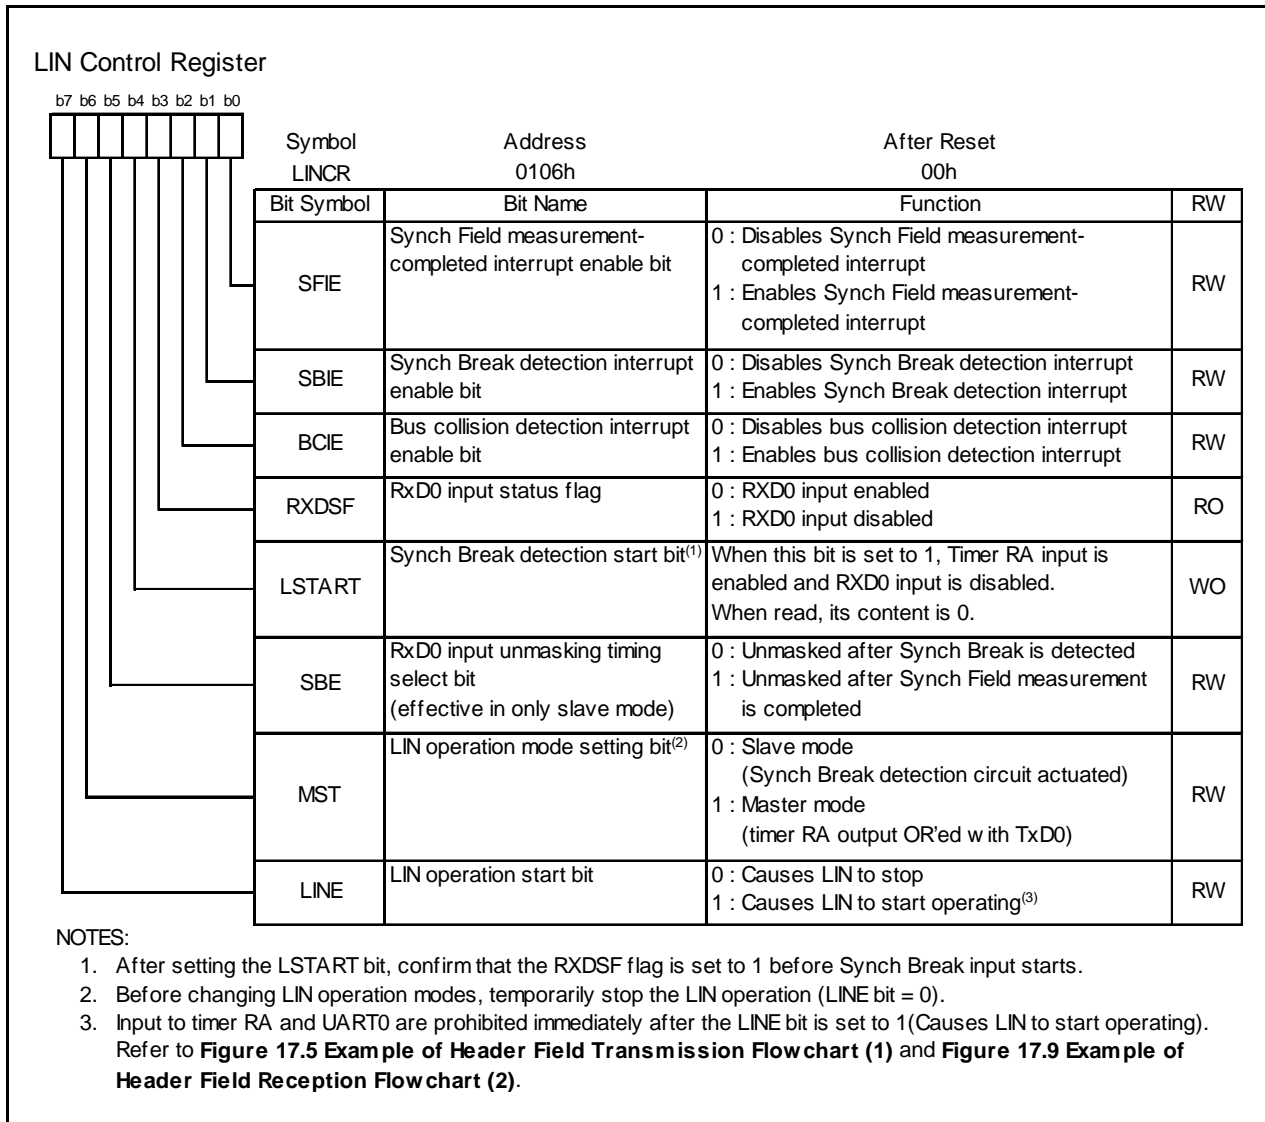 LIN Control Register
b7 b6 b5 b4 b3 b2 b1 b0
Symbol Address After Reset
LINCR 0106h 00h
Bit Symbol Bit Name Function RW
SFIE
Synch Field measurement-
completed interrupt enable bit
0 : Disables Synch Field measurement-
completed interrupt
1 : Enables Synch Field measurement-
completed interrupt
RW
SBIE
Synch Break detection interrupt
enable bit
0 : Disables Synch Break detection interrupt
1 : Enables Synch Break detection interrupt
RW
BCIE
Bus collision detection interrupt
enable bit
0 : Disables bus collision detection interrupt
1 : Enables bus collision detection interrupt
RW
RXDSF
RxD0 input status flag
0 : RXD0 input enabled
1 : RXD0 input disabled
RO
LSTART
Synch Break detection start bit(1)
When this bit is set to 1, Timer RA input is
enabled and RXD0 input is disabled.
When read, its content is 0.
WO
SBE
RxD0 input unmasking timing
select bit
(effective in only slave mode)
0 : Unmasked after Synch Break is detected
1 : Unmasked after Synch Field measurement
is completed
RW
MST
LIN operation mode setting bit(2)
0 : Slave mode
(Synch Break detection circuit actuated)
1 : Master mode
(timer RA output OR'ed with TxD0)
RW
LINE
LIN operation start bit
0 : Causes LIN to stop
1 : Causes LIN to start operating(3)
RW
NOTES:
1. After setting the LSTART bit, confirm that the RXDSF flag is set to 1 before Synch Break input starts.
2. Before changing LIN operation modes, temporarily stop the LIN operation (LINE bit = 0).
3. Input to timer RA and UART0 are prohibited immediately after the LINE bit is set to 1(Causes LIN to start operating).
Refer to Figure 17.5 Example of Header Field Transmission Flowchart (1) and Figure 17.9 Example of
Header Field Reception Flowchart (2).